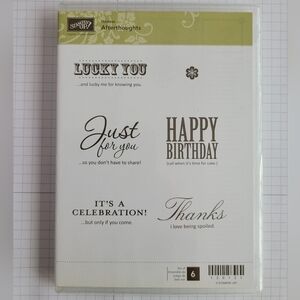 STAMPIN' UP!
Afterthoughts
LUCKY YOU
...and lucky me for knowing you.
Just
for you
...so you don't have to share!
HAPPY
BIRTHDAY
(call when it's time for cake.)
IT'S A
CELEBRATION!
...but only if you come.
Thanks
I love being spoiled.
6